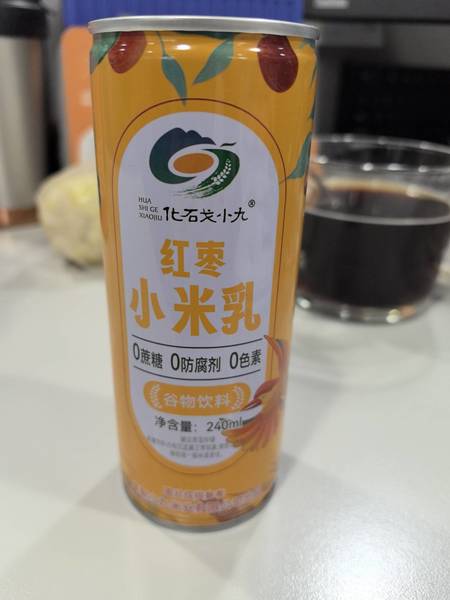 HUA
SHI GE
XIAOJIU
化石戈小九®
红枣
小米乳
0蔗糖 0防腐剂 0色素
谷物饮料
净含量：240ml